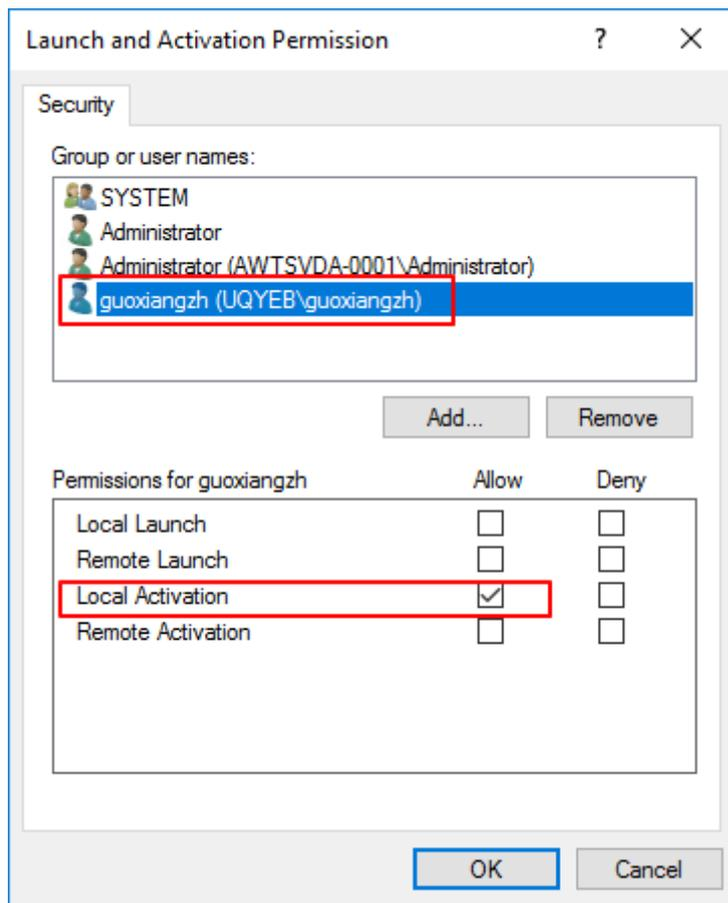 Launch and Activation Permission
Security
Group or user names:
SYSTEM
Administrator
Administrator (AWTSVDA-0001\Administrator)
guoxiangzh (UQYEB\guoxiangzh)
Add...
Remove
Permissions for guoxiangzh Allow Deny
Local Launch
Remote Launch
Local Activation
Remote Activation
OK
Cancel